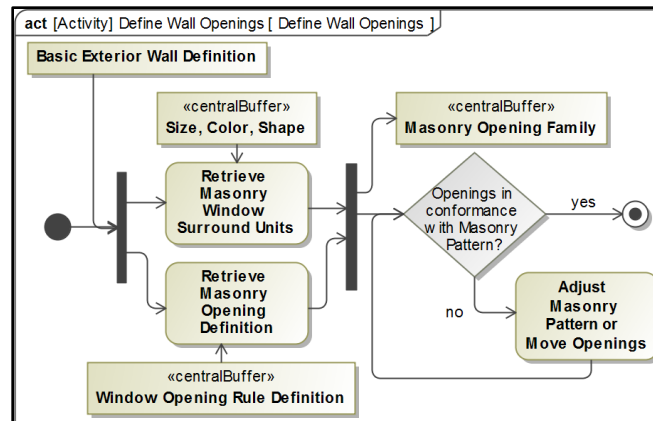 act [Activity] Define Wall Openings [ Define Wall Openings ]
Basic Exterior Wall Definition
«centralBuffer»
Size, Color, Shape
«centralBuffer»
Masonry Opening Family
Retrieve
Masonry
Window
Surround Units
Openings in
conformance
with Masonry
Pattern?
yes
Retrieve
Masonry
Opening
Definition
no
Adjust
Masonry
Pattern or
Move Openings
«centralBuffer»
Window Opening Rule Definition